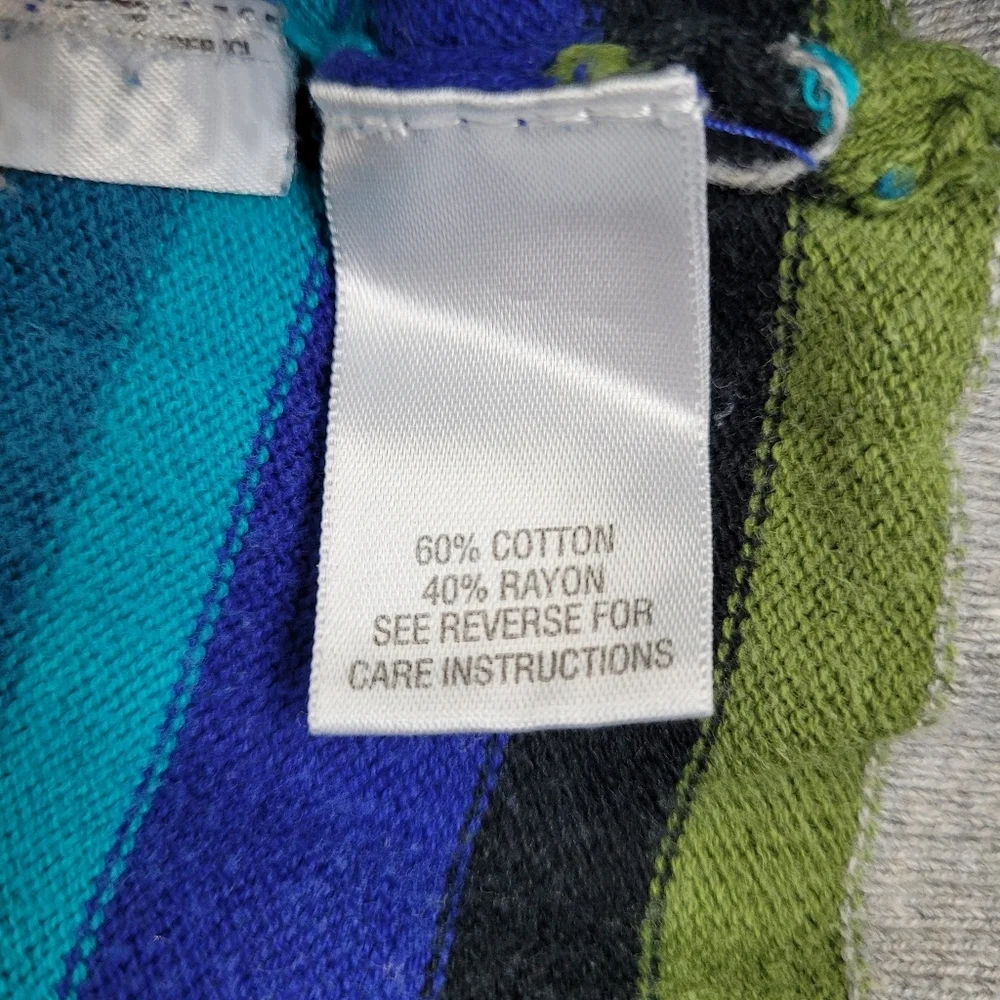 60% COTTON
40% RAYON
SEE REVERSE FOR
CARE INSTRUCTIONS